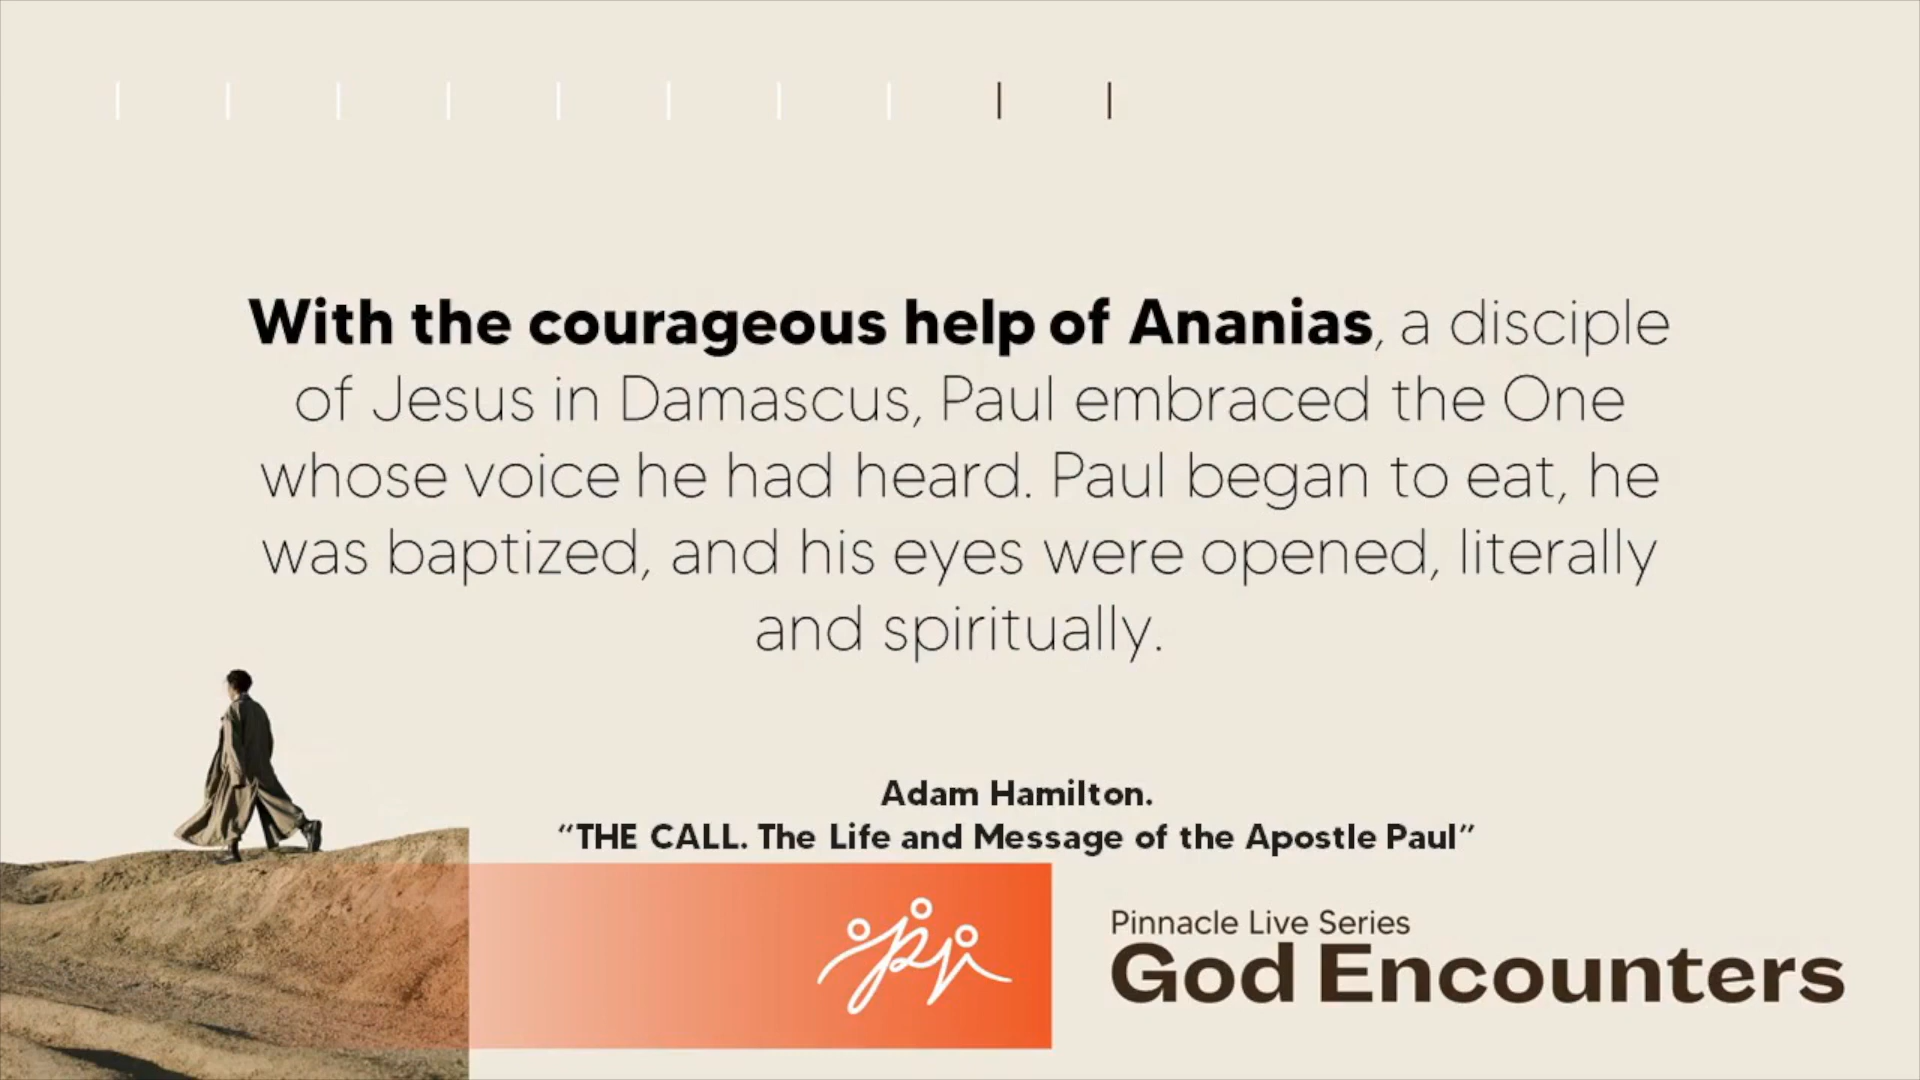 With the courageous help of Ananias, a disciple
of Jesus in Damascus, Paul embraced the One
whose voice he had heard. Paul began to eat, he
was baptized, and his eyes were opened, literally
and spiritually.
Adam Hamilton.
“THE CALL. The Life and Message of the Apostle Paul”
Pinnacle Live Series
God Encounters